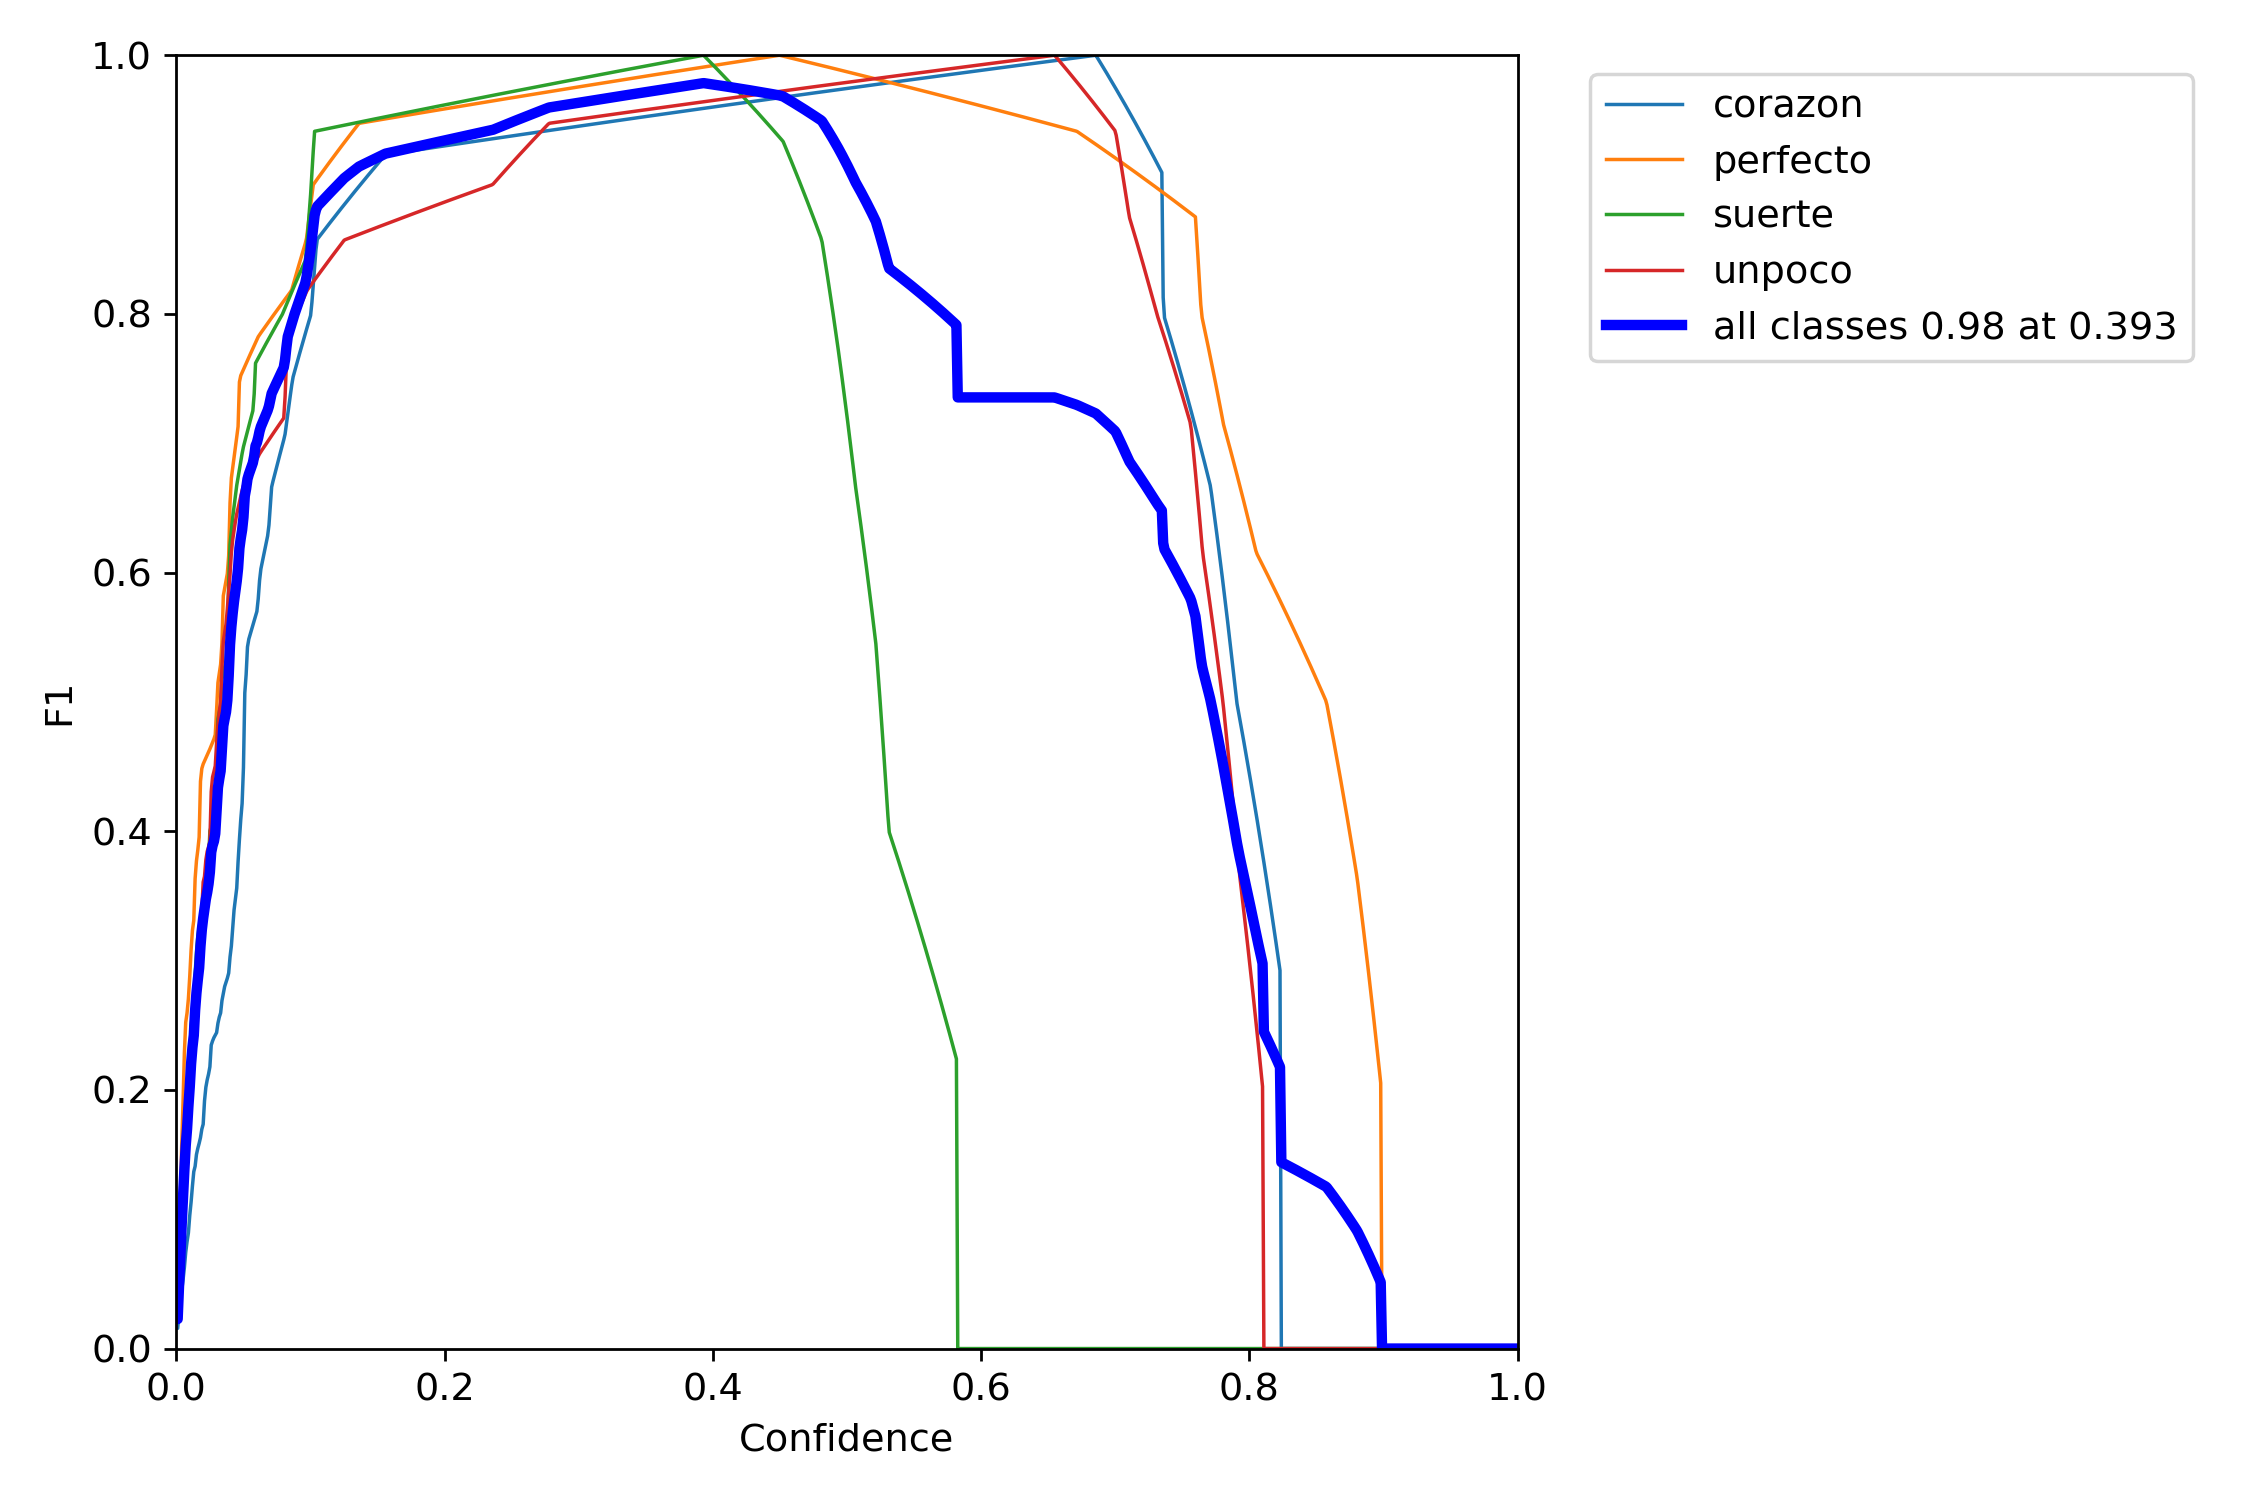 1.0
0.8
0.6
0.4
0.2
0.0
F1
0.0 0.2 0.4 0.6 0.8 1.0
Confidence
corazon
perfecto
suerte
unpoco
all classes 0.98 at 0.393